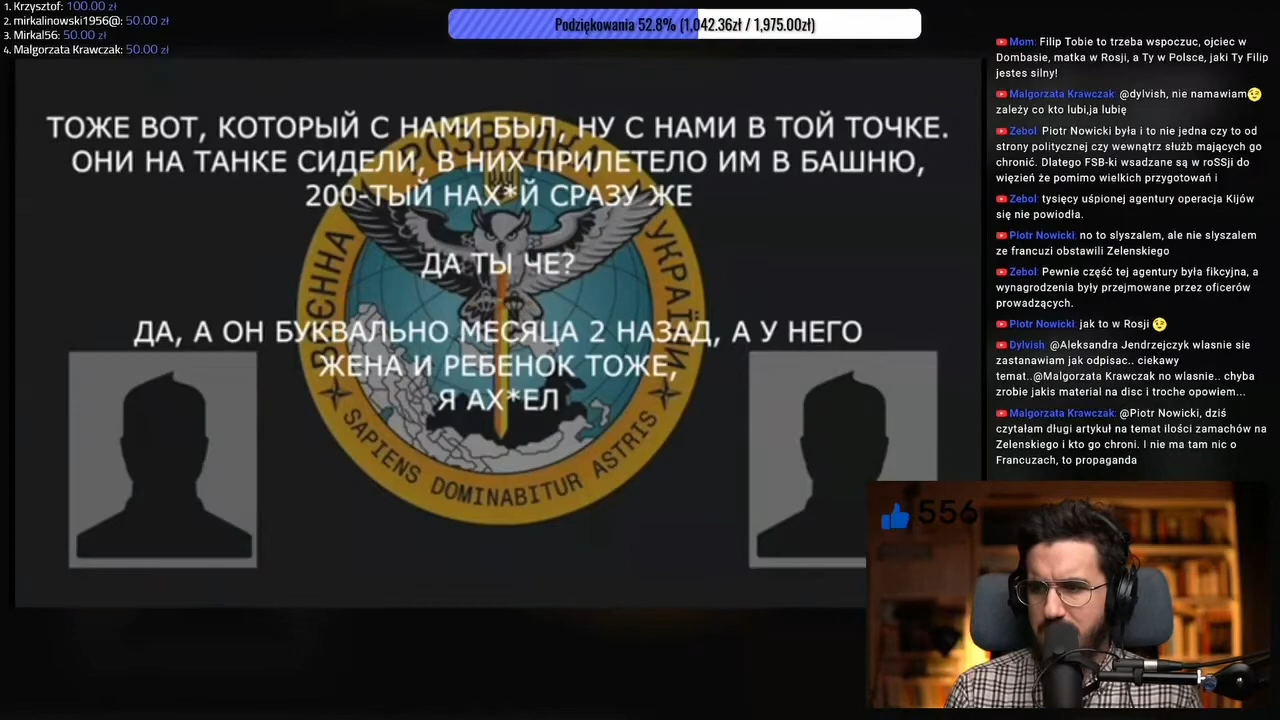 1. Krzysztof: 100.00 zł
2. mirkalinowski1956@: 50.00 zł
3. Mirkal56: 50.00 zł
4. Małgorzata Krawczak: 50.00 zł
Podziękowania 52.8% (1,042.36zł / 1,975.00zł)
ТОЖЕ ВОТ, КОТОРЫЙ С НАМИ БЫЛ, НУ С НАМИ В ТОЙ ТОЧКЕ.
ОНИ НА ТАНКЕ СИДЕЛИ, В НИХ ПРИЛЕТЕЛО ИМ В БАШНЮ,
200-ТЫЙ НАХ*Й СРАЗУ ЖЕ
ДА ТЫ ЧЕ?
ДА, А ОН БУКВАЛЬНО МЕСЯЦА 2 НАЗАД, А У НЕГО
ЖЕНА И РЕБЕНОК ТОЖЕ,
Я АХ*ЕЛ
УКРАЇНИ
SAPIENS DOMINABITUR ASTRIS
Mom: Filip Tobie to trzeba wspoczuc, ojciec w
Dombasie, matka w Rosji, a Ty w Polsce, jaki Ty Filip
jestes silny!
Malgorzata Krawczak: @dylvish, nie namawiam😉
zależy co kto lubi,ja lubię
Zebol: Piotr Nowicki była i to nie jedna czy to od
strony politycznej czy wewnątrz służb mających go
chronić. Dlatego FSB-ki wsadzane są w roSSji do
więzień że pomimo wielkich przygotowań i
Zebol: tysięcy uśpionej agentury operacja Kijów
się nie powiodła.
Piotr Nowicki: no to slyszalem, ale nie slyszalem
ze francuzi obstawili Zelenskiego
Zebol: Pewnie część tej agentury była fikcyjna, a
wynagrodzenia były przejmowane przez oficerów
prowadzących.
Piotr Nowicki: jak to w Rosji 😉
Dylvish: @Aleksandra Jendrzejczyk wlasnie sie
zastanawiam jak odpisac.. ciekawy
temat..@Malgorzata Krawczak no wlasnie.. chyba
zrobie jakis material na disc i troche opowiem...
Malgorzata Krawczak: @Piotr Nowicki, dziś
czytałam długi artykuł na temat ilości zamachów na
Zelenskiego i kto go chroni. I nie ma tam nic o
Francuzach, to propaganda
556